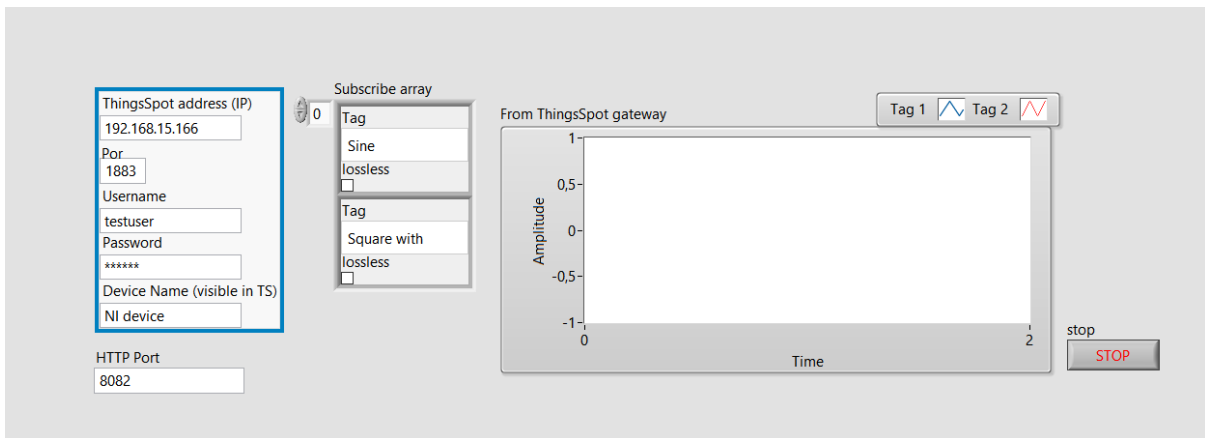 ThingsSpot address (IP)
192.168.15.166
Por
1883
Username
testuser
Password
******
Device Name (visible in TS)
NI device
HTTP Port
8082
Subscribe array
0
Tag
Sine
lossless
Tag
Square with
lossless
From ThingsSpot gateway
Tag 1
Tag 2
Amplitude
1
0,5
0
-0,5
-1
0
2
Time
stop
STOP